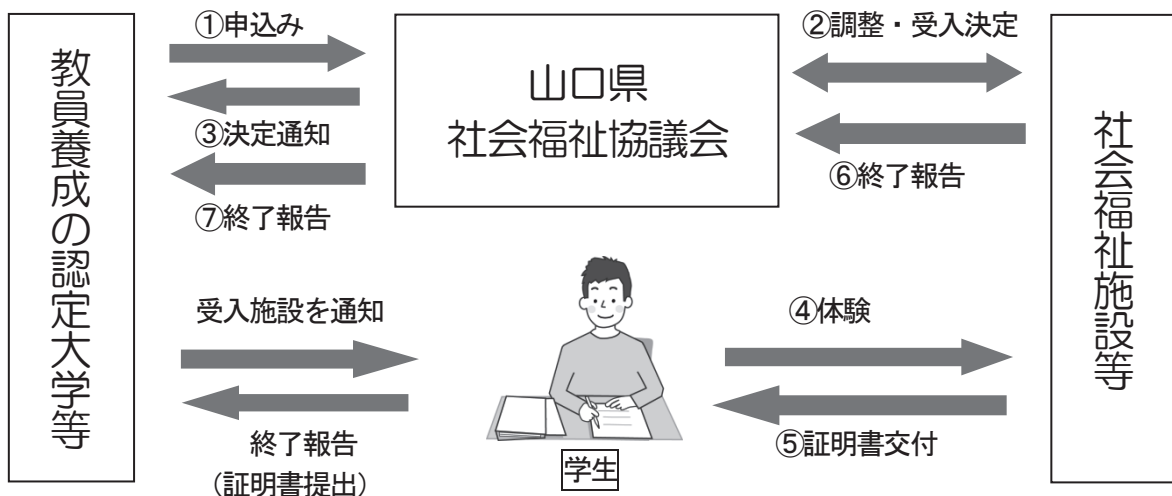 教員養成の認定大学等
①申込み
③決定通知
⑦終了報告
山口県
社会福祉協議会
②調整・受入決定
⑥終了報告
社会福祉施設等
受入施設を通知
終了報告
（証明書提出）
学生
④体験
⑤証明書交付